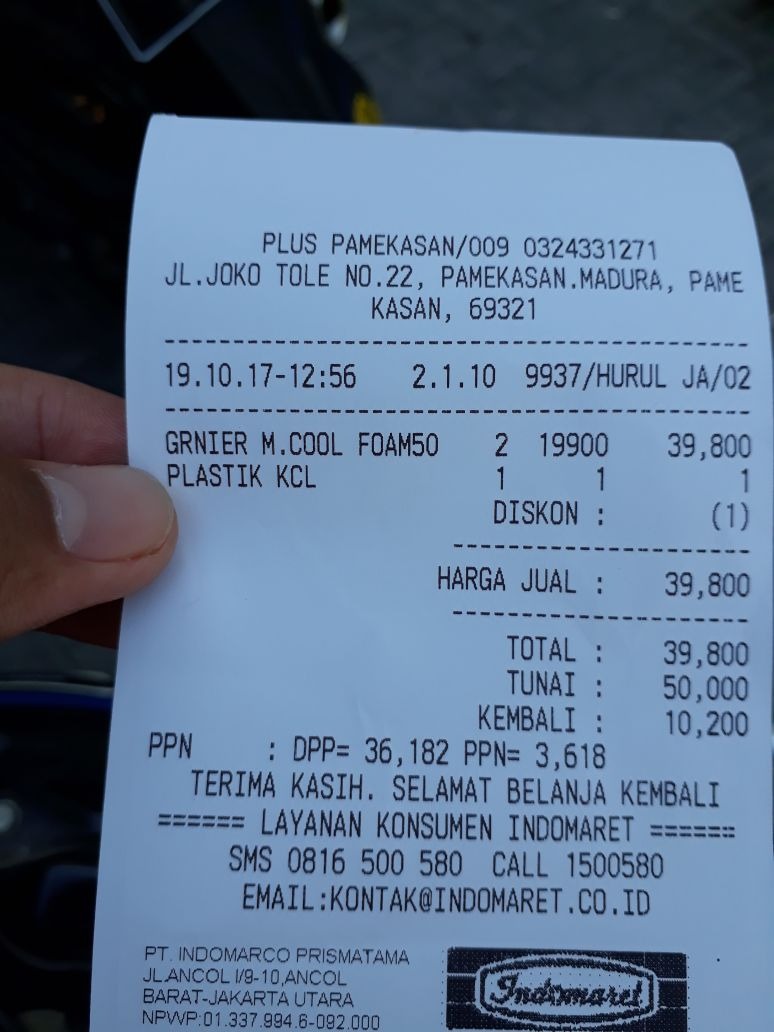 PLUS PAMEKASAN/009 0324331271
JL.JOKO TOLE NO.22, PAMEKASAN.MADURA, PAME
KASAN, 69321
19.10.17-12:56 2.1.10 9937/HURUL JA/02
GRNIER M.COOL FOAM50 2 19900 39,800
PLASTIK KCL 1 1 1
DISKON : (1)
HARGA JUAL : 39,800
TOTAL : 39,800
TUNAI : 50,000
KEMBALI : 10,200
PPN : DPP= 36,182 PPN= 3,618
TERIMA KASIH. SELAMAT BELANJA KEMBALI
====== LAYANAN KONSUMEN INDOMARET ======
SMS 0816 500 580 CALL 1500580
EMAIL:KONTAK@INDOMARET.CO.ID
PT. INDOMARCO PRISMATAMA
JL.ANCOL I/9-10,ANCOL
BARAT-JAKARTA UTARA
NPWP:01.337.994.6-092.000
Indomaret